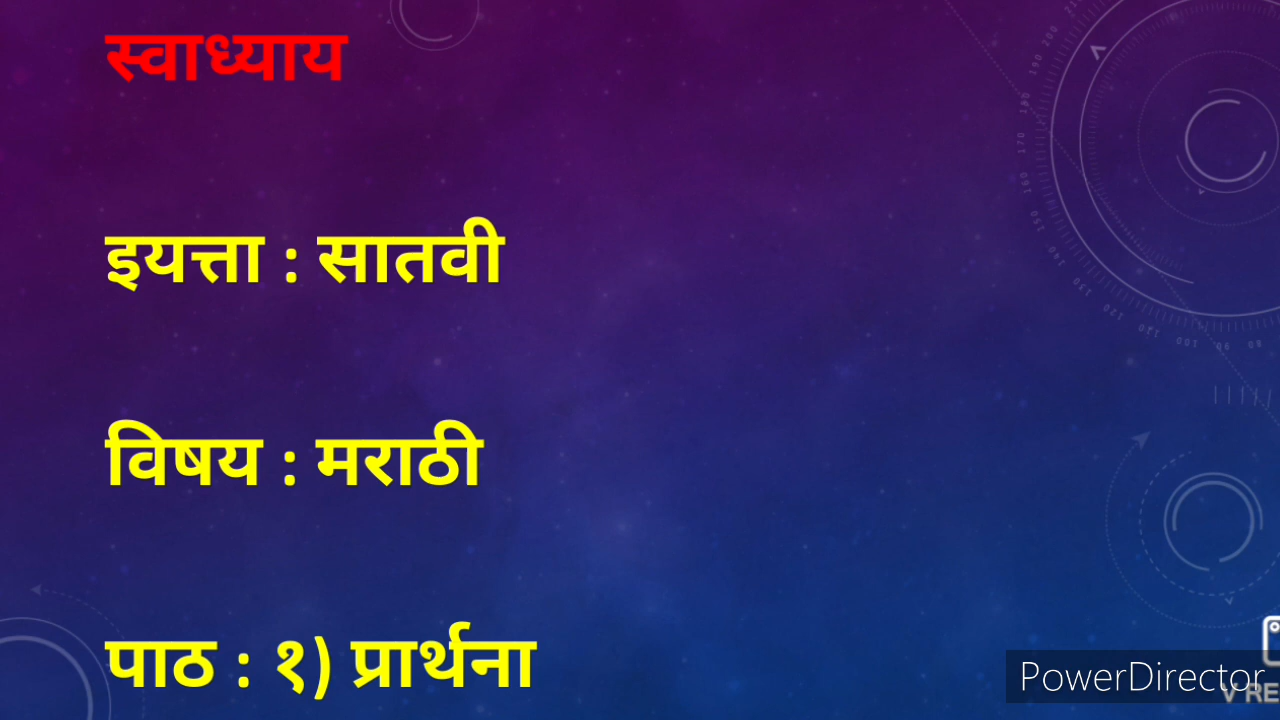 स्वाध्याय
इयत्ता : सातवी
विषय : मराठी
पाठ : १) प्रार्थना
PowerDirector